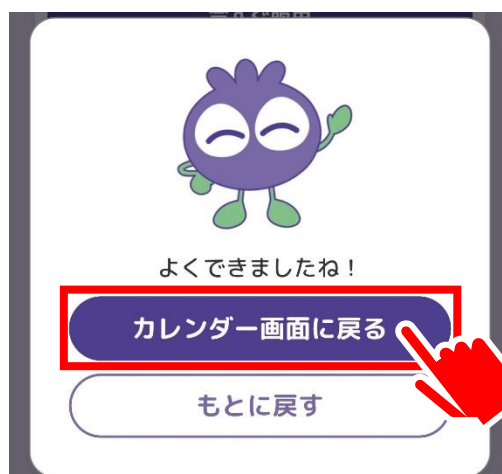 よくできましたね！
カレンダー画面に戻る
もとに戻す